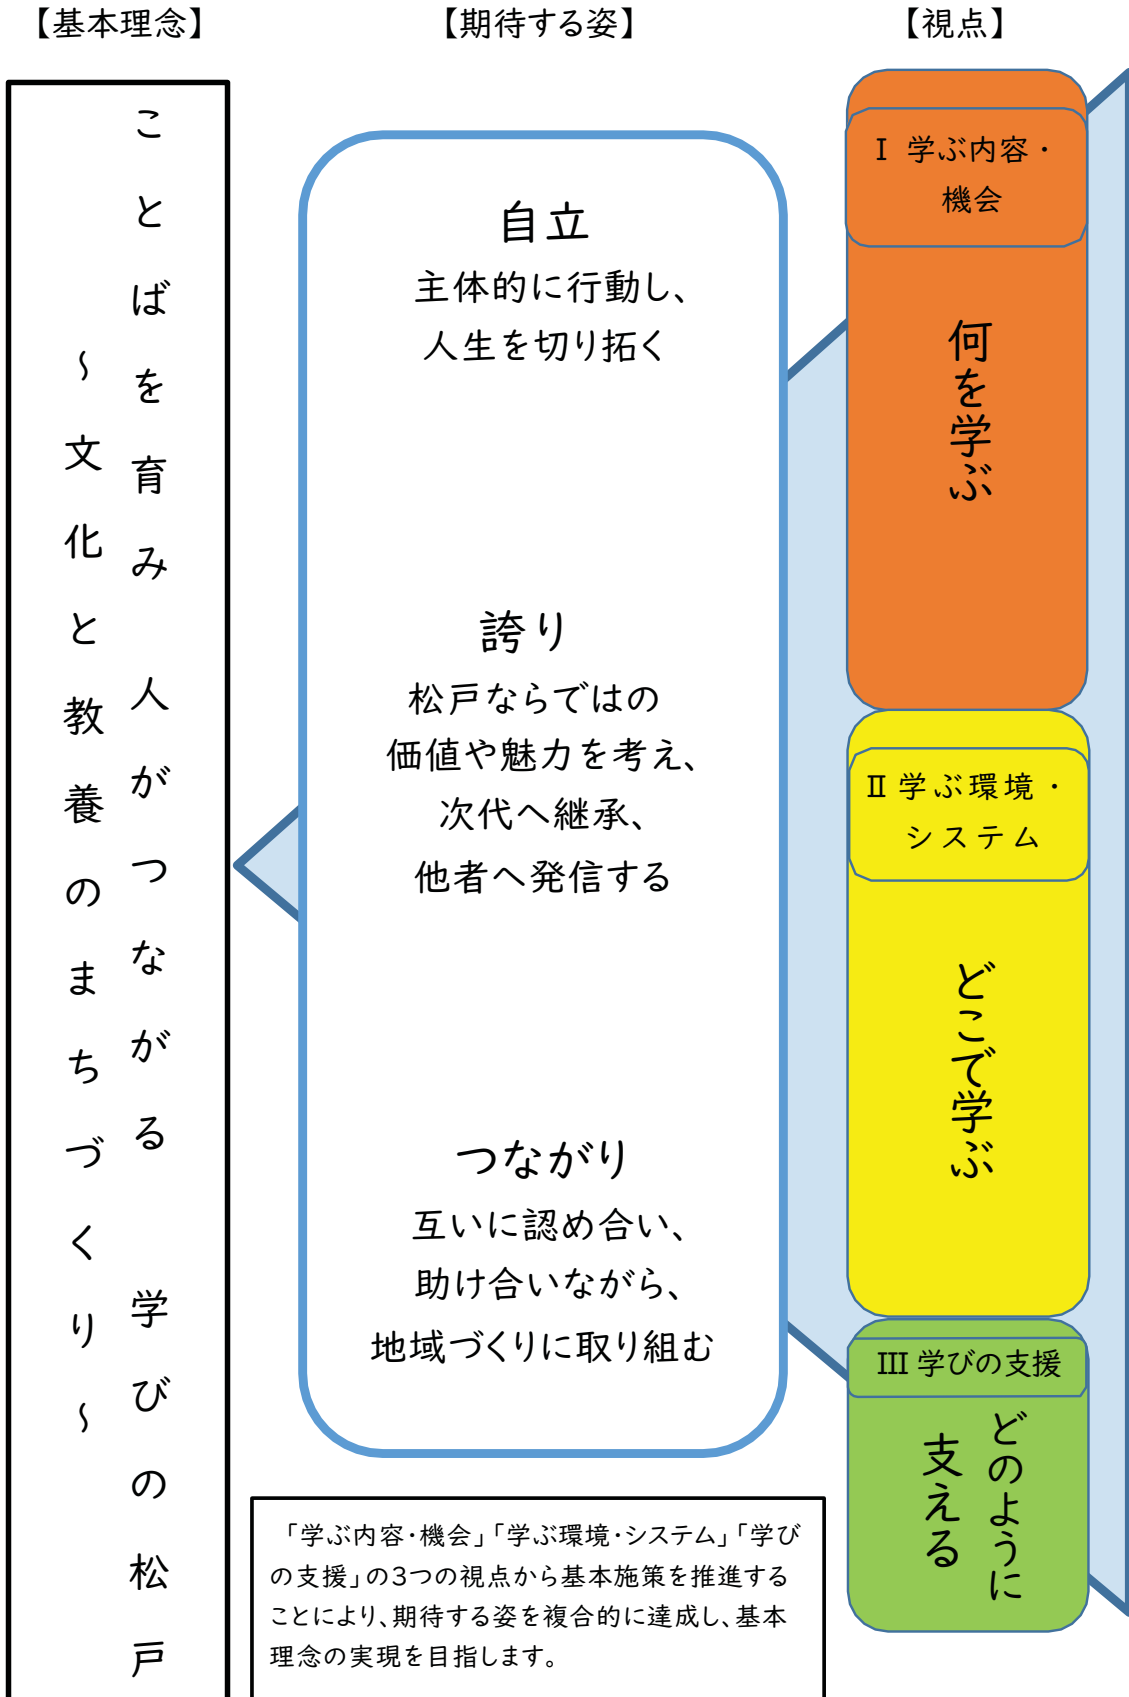 【基本理念】
【期待する姿】
【視点】
ことばを育み　人がつながる　学びの松戸
～文化と教養のまちづくり～
自立
主体的に行動し、
人生を切り拓く
誇り
松戸ならではの
価値や魅力を考え、
次代へ継承、
他者へ発信する
つながり
互いに認め合い、
助け合いながら、
地域づくりに取り組む
Ⅰ 学ぶ内容・
機会
何を学ぶ
Ⅱ 学ぶ環境・
システム
どこで学ぶ
Ⅲ 学びの支援
どのように
支える
「学ぶ内容・機会」「学ぶ環境・システム」「学び
の支援」の3つの視点から基本施策を推進する
ことにより、期待する姿を複合的に達成し、基本
理念の実現を目指します。